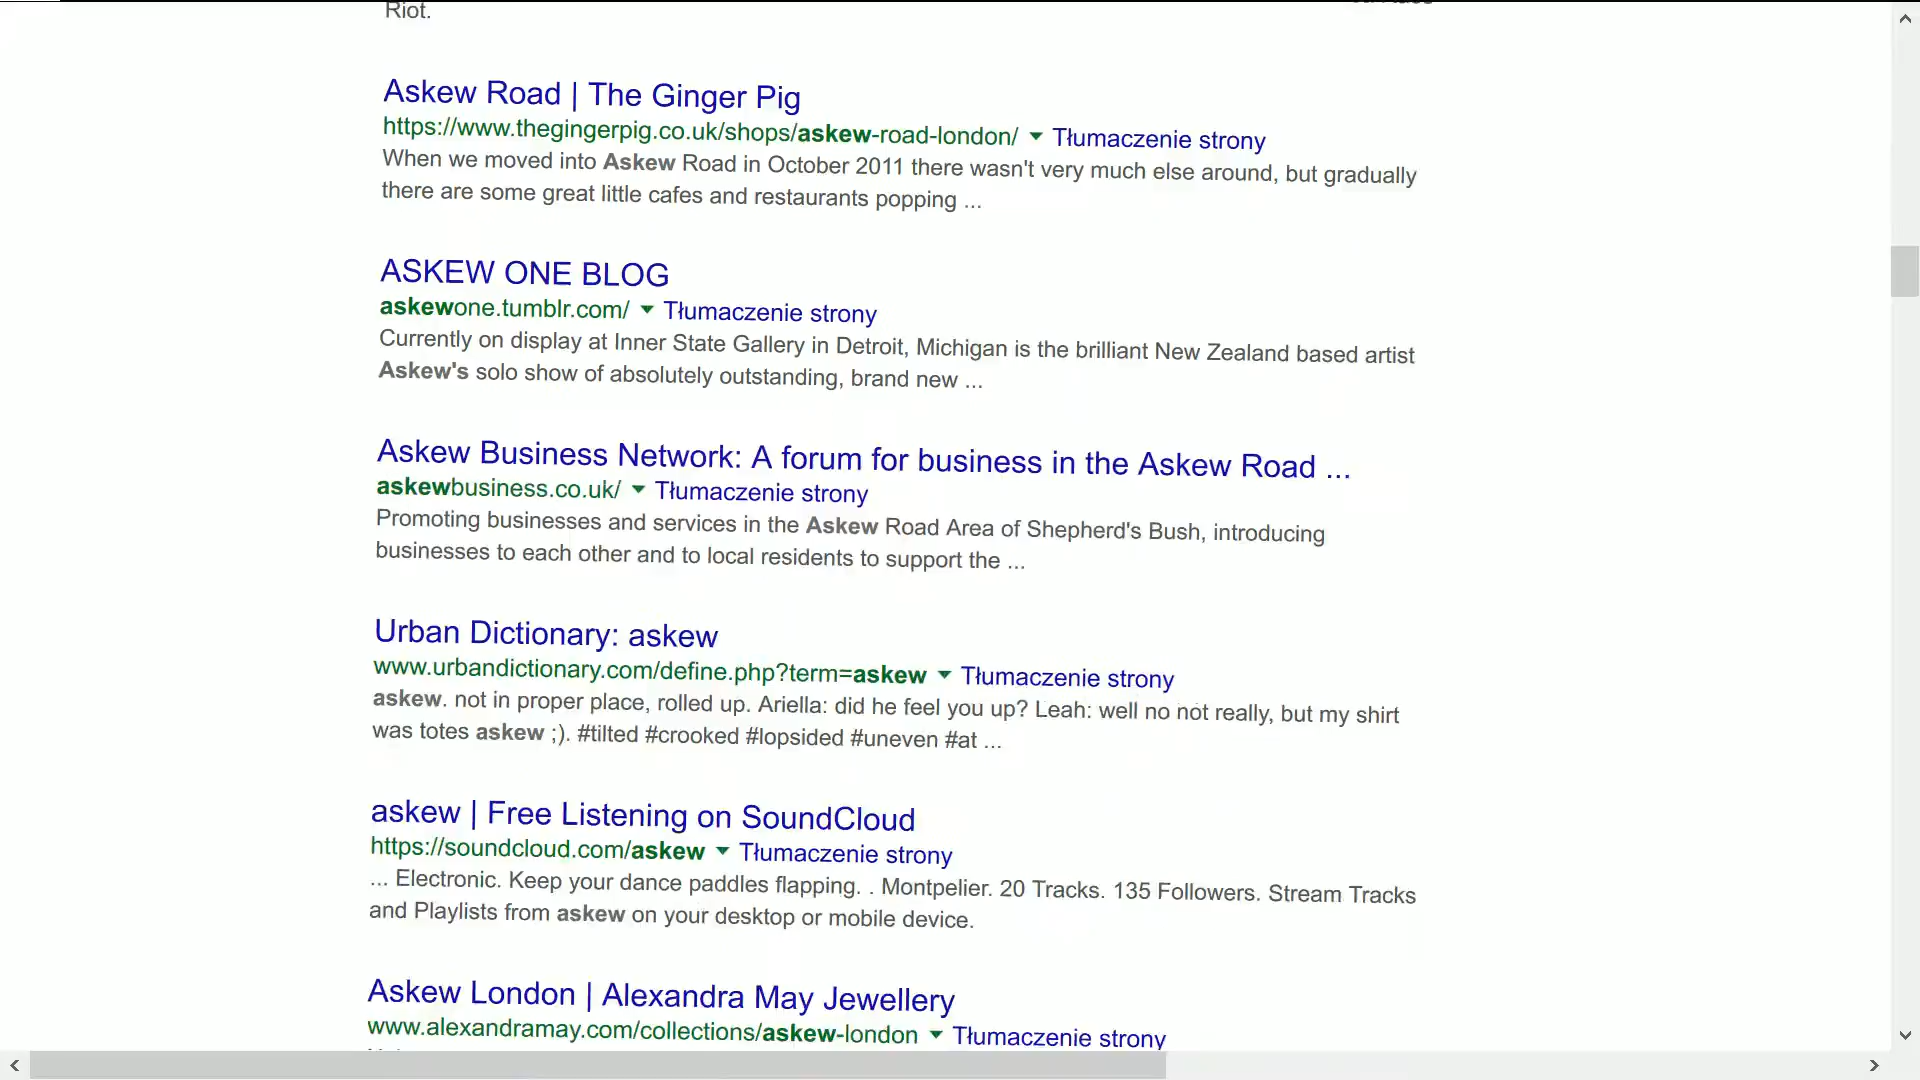 Riot.
Askew Road | The Ginger Pig
https://www.thegingerpig.co.uk/shops/askew-road-london/ ▼ Tłumaczenie strony
When we moved into Askew Road in October 2011 there wasn't very much else around, but gradually
there are some great little cafes and restaurants popping ...
ASKEW ONE BLOG
askewone.tumblr.com/ ▼ Tłumaczenie strony
Currently on display at Inner State Gallery in Detroit, Michigan is the brilliant New Zealand based artist
Askew's solo show of absolutely outstanding, brand new ...
Askew Business Network: A forum for business in the Askew Road ...
askewbusiness.co.uk/ ▼ Tłumaczenie strony
Promoting businesses and services in the Askew Road Area of Shepherd's Bush, introducing
businesses to each other and to local residents to support the ...
Urban Dictionary: askew
www.urbandictionary.com/define.php?term=askew ▼ Tłumaczenie strony
askew. not in proper place, rolled up. Ariella: did he feel you up? Leah: well no not really, but my shirt
was totes askew ;). #tilted #crooked #lopsided #uneven #at ...
askew | Free Listening on SoundCloud
https://soundcloud.com/askew ▼ Tłumaczenie strony
... Electronic. Keep your dance paddles flapping. . Montpelier. 20 Tracks. 135 Followers. Stream Tracks
and Playlists from askew on your desktop or mobile device.
Askew London | Alexandra May Jewellery
www.alexandramay.com/collections/askew-london ▼ Tłumaczenie strony